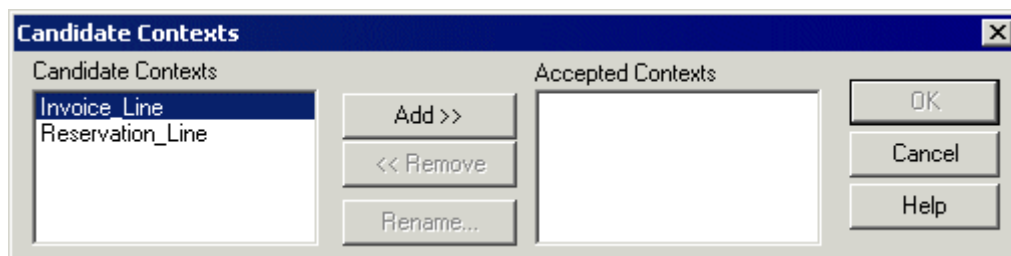 Candidate Contexts
Candidate Contexts
Invoice_Line
Reservation_Line
Add >>
<< Remove
Rename...
Accepted Contexts
OK
Cancel
Help